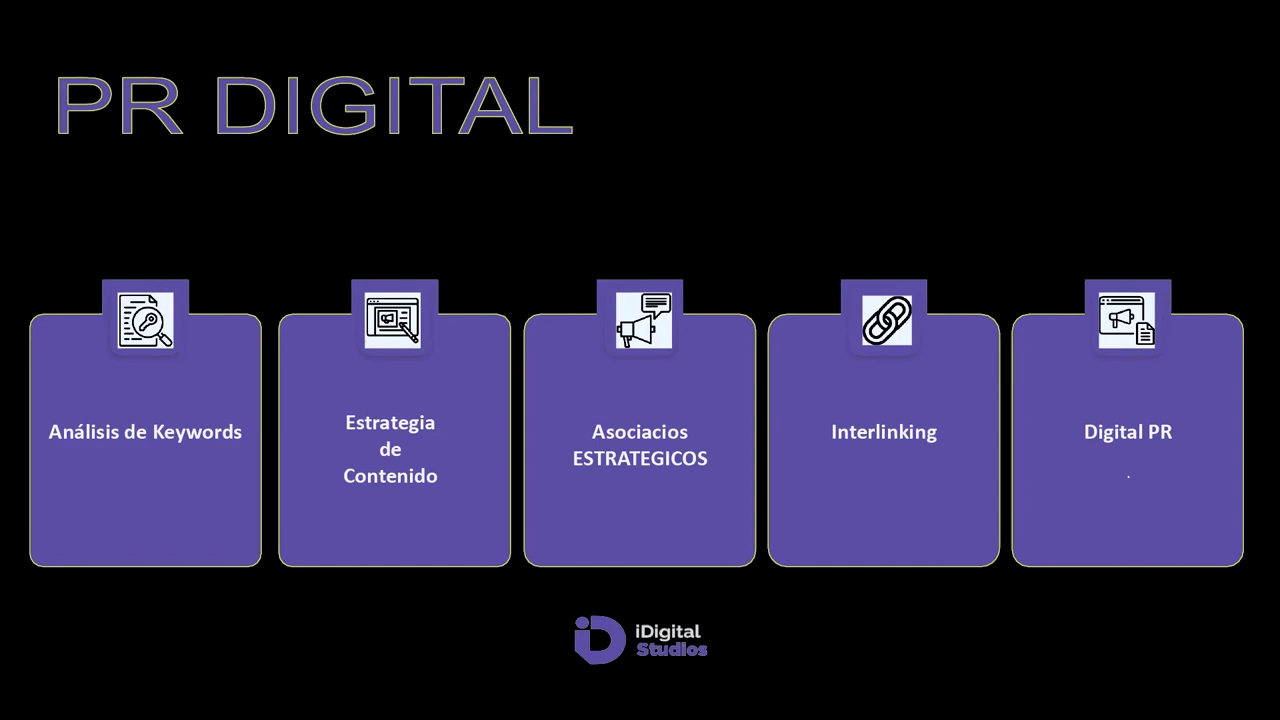 PR DIGITAL
Análisis de Keywords
Estrategia
de
Contenido
Asociacios
ESTRATEGICOS
Interlinking
Digital PR
.
iDigital
Studios